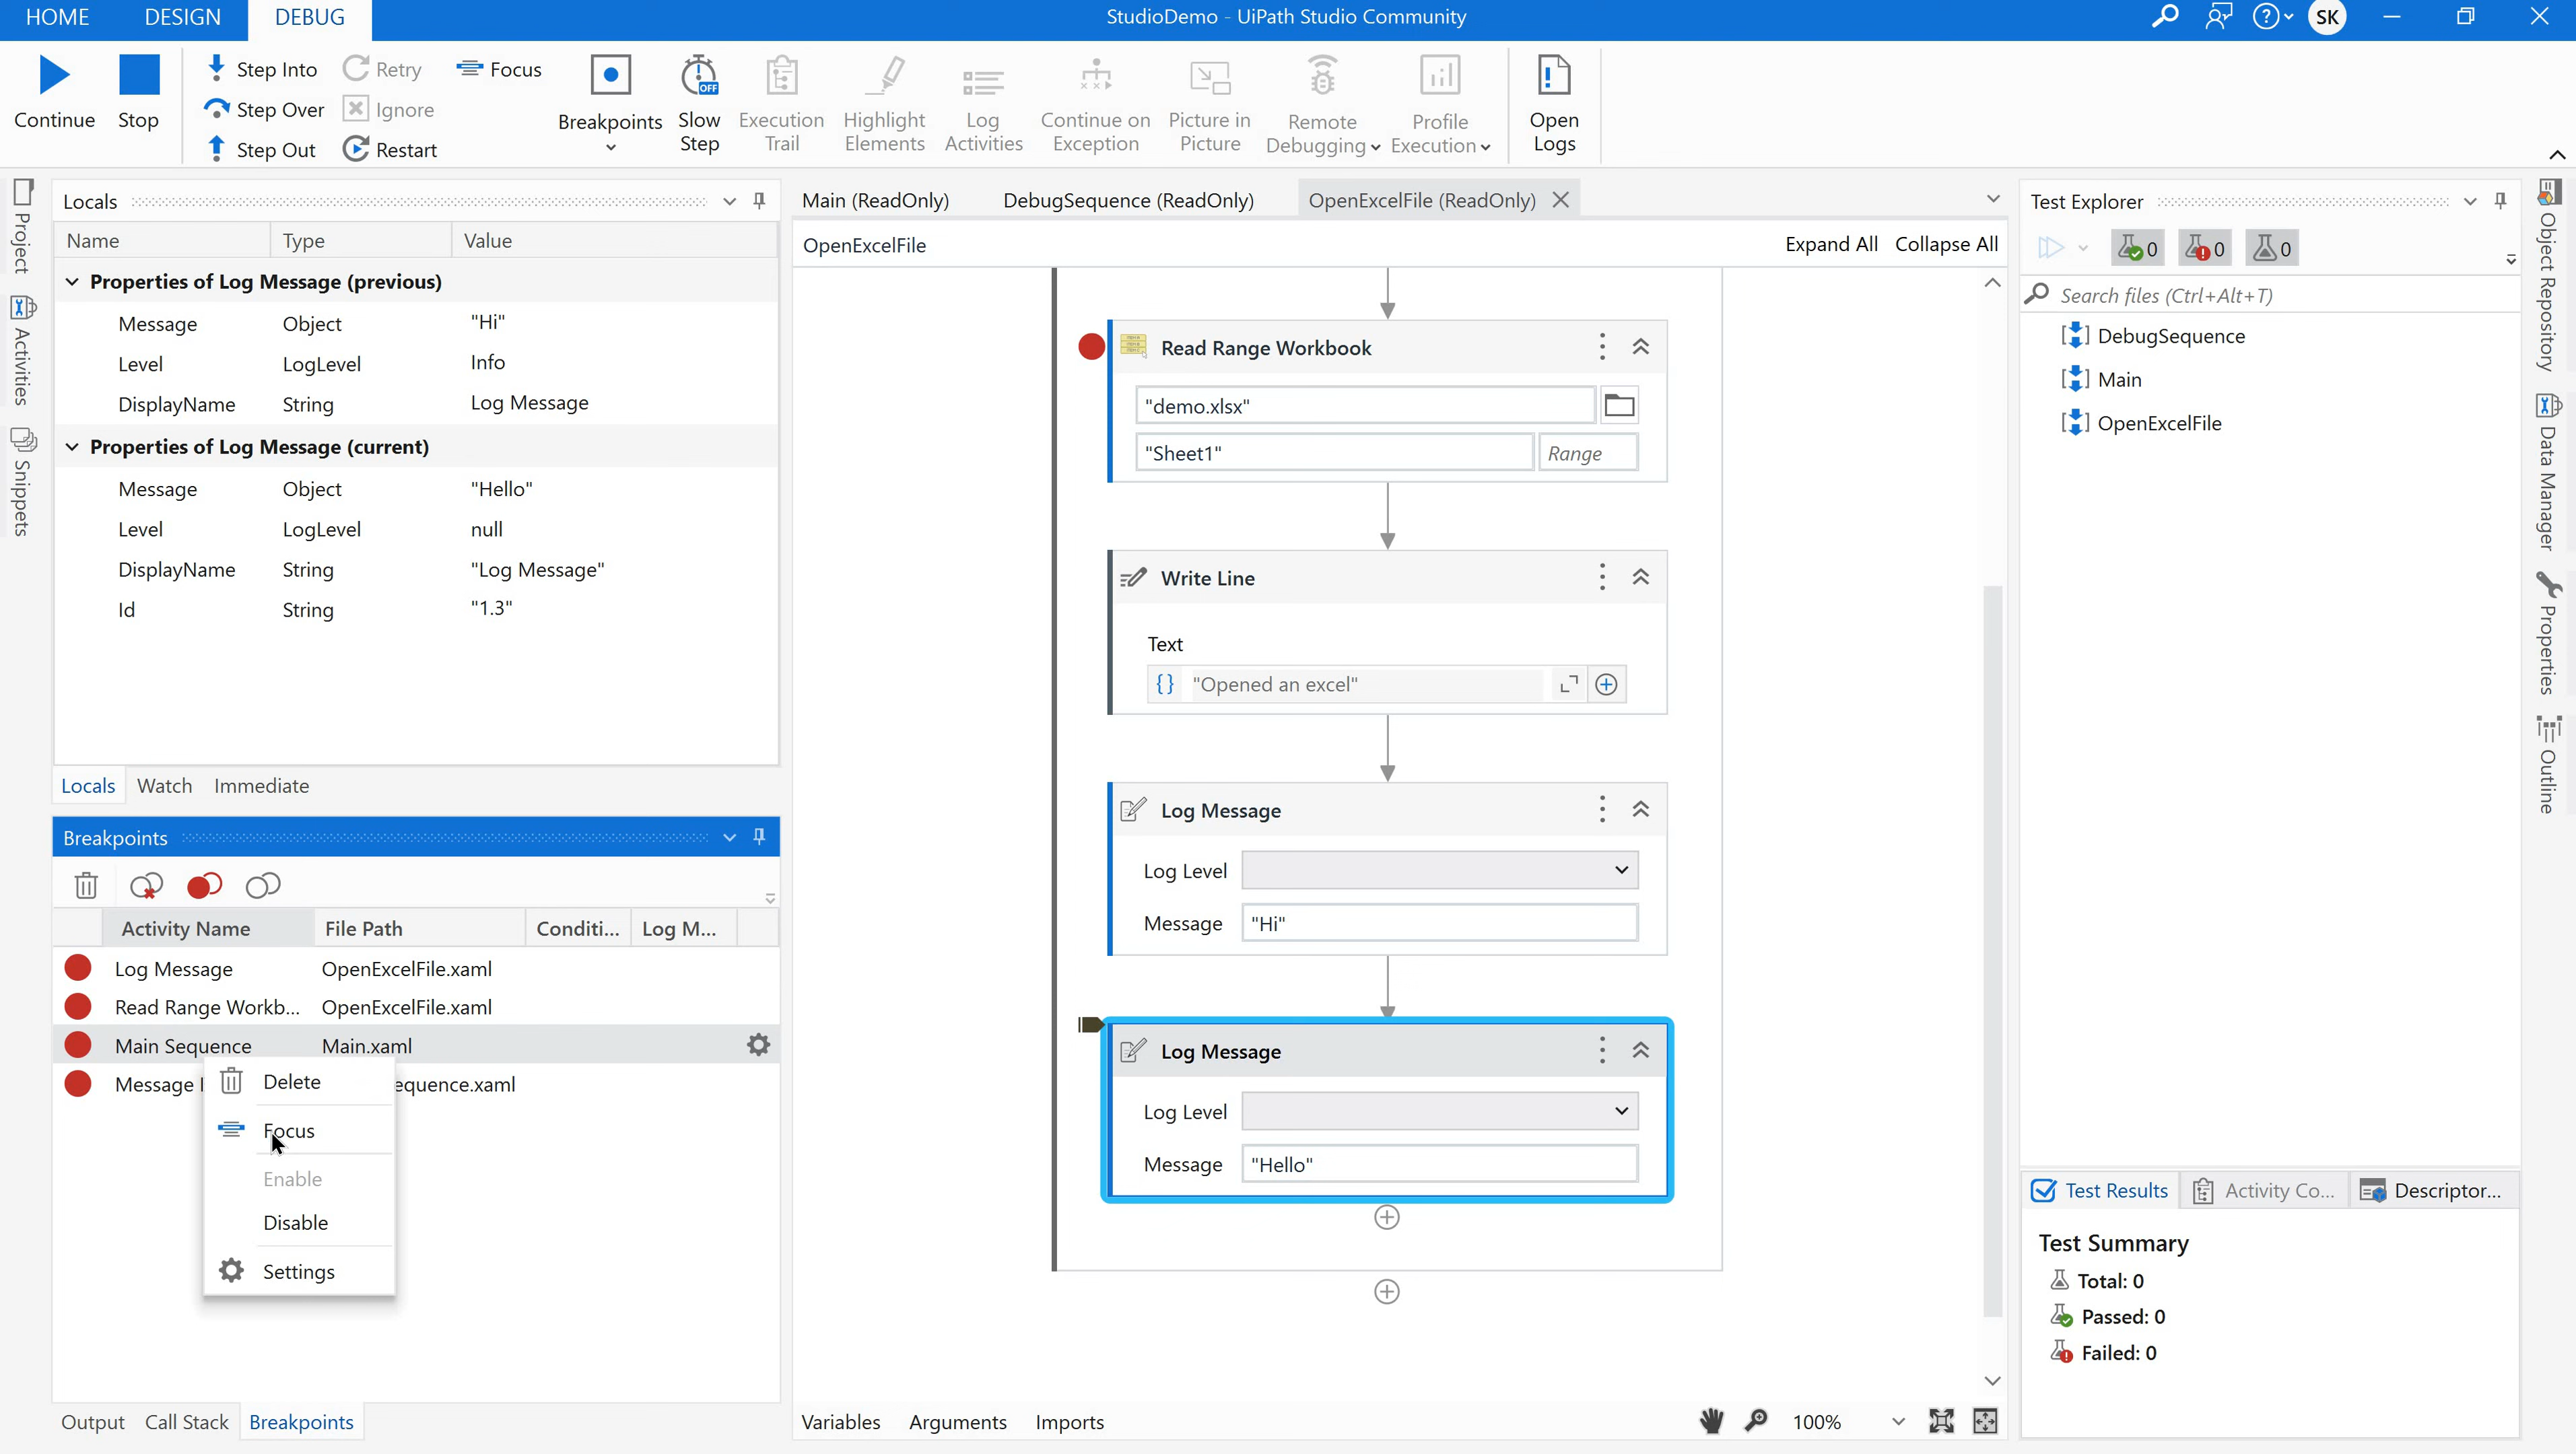 HOME DESIGN DEBUG StudioDemo - UiPath Studio Community SK
Continue Stop
Step Into Retry Focus
Step Over Ignore
Step Out Restart
Breakpoints
OFF
Slow Step
Execution Trail
Highlight Elements
Log Activities
Continue on Exception
Picture in Picture
Remote Debugging
Profile Execution
Open Logs
Project
Activities
Snippets
Locals
Name Type Value
Properties of Log Message (previous)
Message Object "Hi"
Level LogLevel Info
DisplayName String Log Message
Properties of Log Message (current)
Message Object "Hello"
Level LogLevel null
DisplayName String "Log Message"
Id String "1.3"
Locals Watch Immediate
Breakpoints
Activity Name File Path Conditi... Log M...
Log Message OpenExcelFile.xaml
Read Range Workb... OpenExcelFile.xaml
Main Sequence Main.xaml
Message equence.xaml
Delete
Focus
Enable
Disable
Settings
Output Call Stack Breakpoints
Main (ReadOnly) DebugSequence (ReadOnly) OpenExcelFile (ReadOnly)
OpenExcelFile Expand All Collapse All
Read Range Workbook
"demo.xlsx"
"Sheet1" Range
Write Line
Text
{} "Opened an excel"
Log Message
Log Level
Message "Hi"
Log Message
Log Level
Message "Hello"
Variables Arguments Imports 100%
Test Explorer
0 0 0
Search files (Ctrl+Alt+T)
DebugSequence
Main
OpenExcelFile
Test Results Activity Co... Descriptor...
Test Summary
Total: 0
Passed: 0
Failed: 0
Object Repository
Data Manager
Properties
Outline